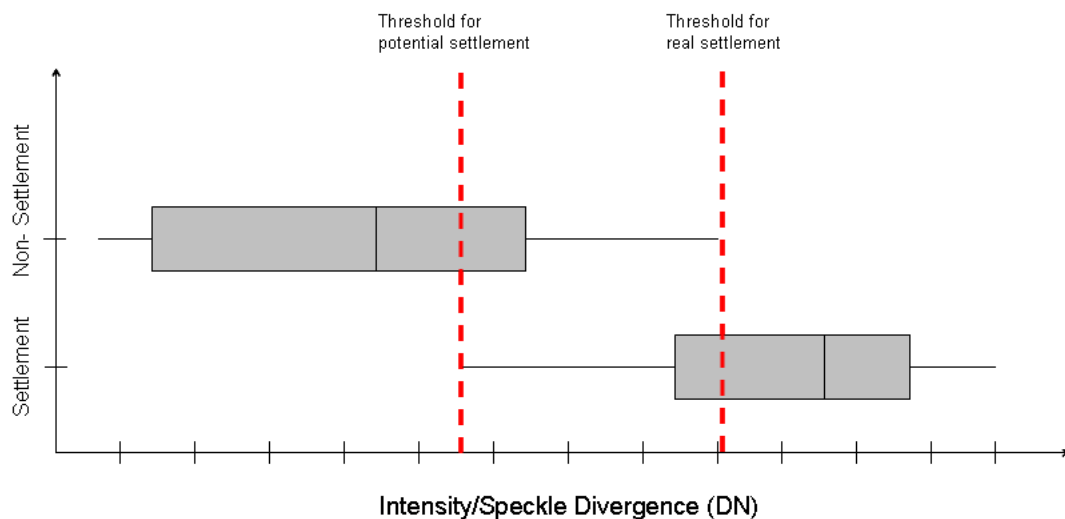 Threshold for
potential settlement
Threshold for
real settlement
Non- Settlement
Settlement
Intensity/Speckle Divergence (DN)